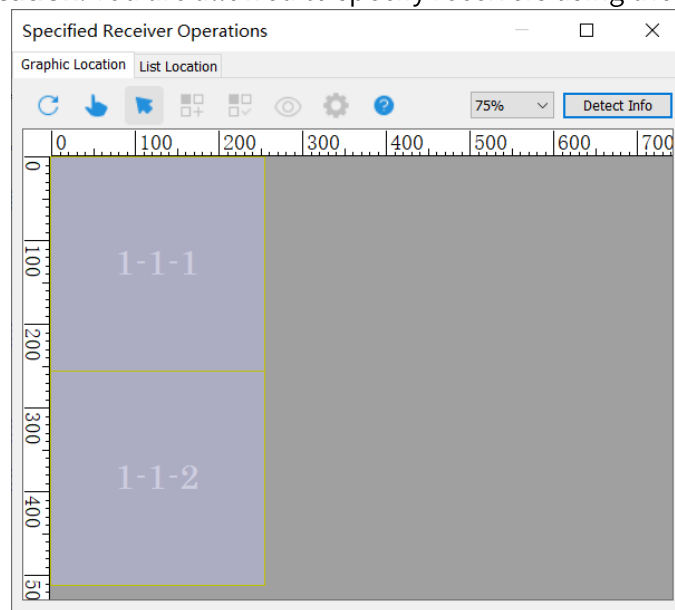 Specified Receiver Operations
Graphic Location List Location
75% Detect Info
0 100 200 300 400 500 600 700
0
100
200
300
400
1-1-1
1-1-2